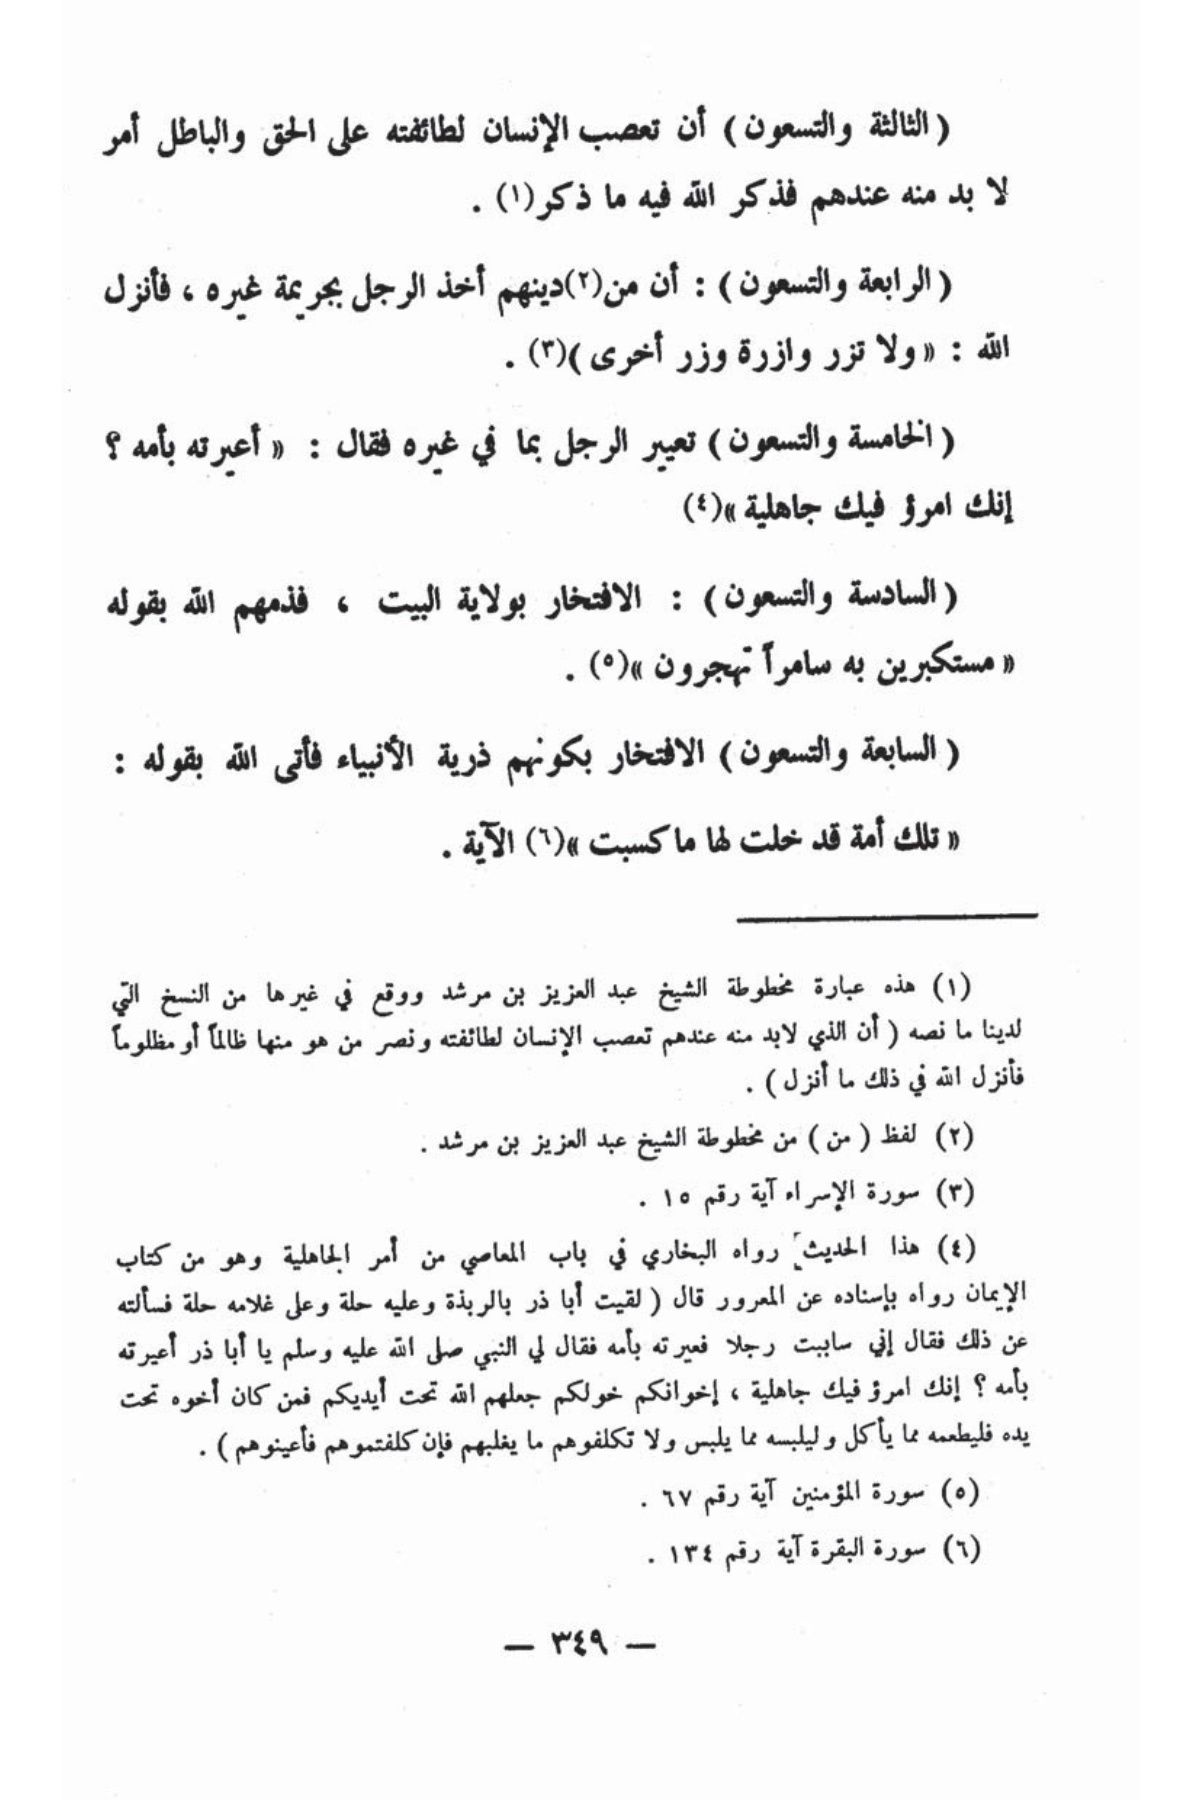 ( الثالثة والتسعون ) أن تعصب الإنسان لطائفته على الحق والباطل أمر
لا بد منه عندهم فذكر الله فيه ما ذكر(١) .
( الرابعة والتسعون ) : أن من(٢)دينهم أخذ الرجل بجريمة غيره ، فأنزل
الله : « ولا تزر وازرة وزر أخرى )(٣) .
( الخامسة والتسعون ) تعيير الرجل بما في غيره فقال : « أعيرته بأمه ؟
إنك امرؤ فيك جاهلية »(٤)
( السادسة والتسعون ) : الافتخار بولاية البيت ، فذمهم الله بقوله
« مستكبرين به سامراً تهجرون »(٥) .
( السابعة والتسعون ) الافتخار بكونهم ذرية الأنبياء فأتى الله بقوله :
« تلك أمة قد خلت لها ما كسبت »(٦) الآية .
(١) هذه عبارة مخطوطة الشيخ عبد العزيز بن مرشد ووقع في غيرها من النسخ التي
لدينا ما نصه ( أن الذي لابد منه عندهم تعصب الإنسان لطائفته ونصر من هو منها ظالماً أو مظلوماً
فأنزل الله في ذلك ما أنزل ) .
(٢) لفظ ( من ) من مخطوطة الشيخ عبد العزيز بن مرشد .
(٣) سورة الإسراء آية رقم ١٥ .
(٤) هذا الحديث رواه البخاري في باب المعاصي من أمر الجاهلية وهو من كتاب
الإيمان رواه بإسناده عن المعرور قال ( لقيت أبا ذر بالربذة وعليه حلة وعلى غلامه حلة فسألته
عن ذلك فقال إني ساببت رجلا فعيرته بأمه فقال لي النبي صلى الله عليه وسلم يا أبا ذر أعيرته
بأمه ؟ إنك امرؤ فيك جاهلية ، إخوانكم خولكم جعلهم الله تحت أيديكم فمن كان أخوه تحت
يده فليطعمه مما يأكل وليلبسه مما يلبس ولا تكلفوهم ما يغلبهم فإن كلفتموهم فأعينوهم ) .
(٥) سورة المؤمنين آية رقم ٦٧ .
(٦) سورة البقرة آية رقم ١٣٤ .
— ٣٤٩ —